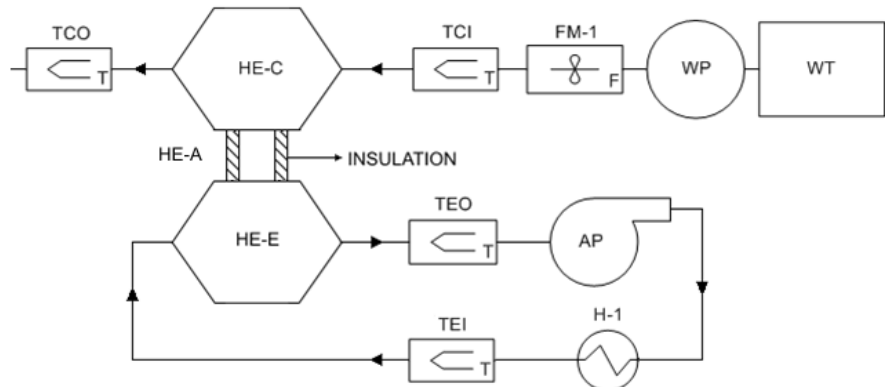 TCO
HE-C
TCI
FM-1
WP
WT
T
T
F
HE-A
INSULATION
HE-E
TEO
AP
T
TEI
H-1
T